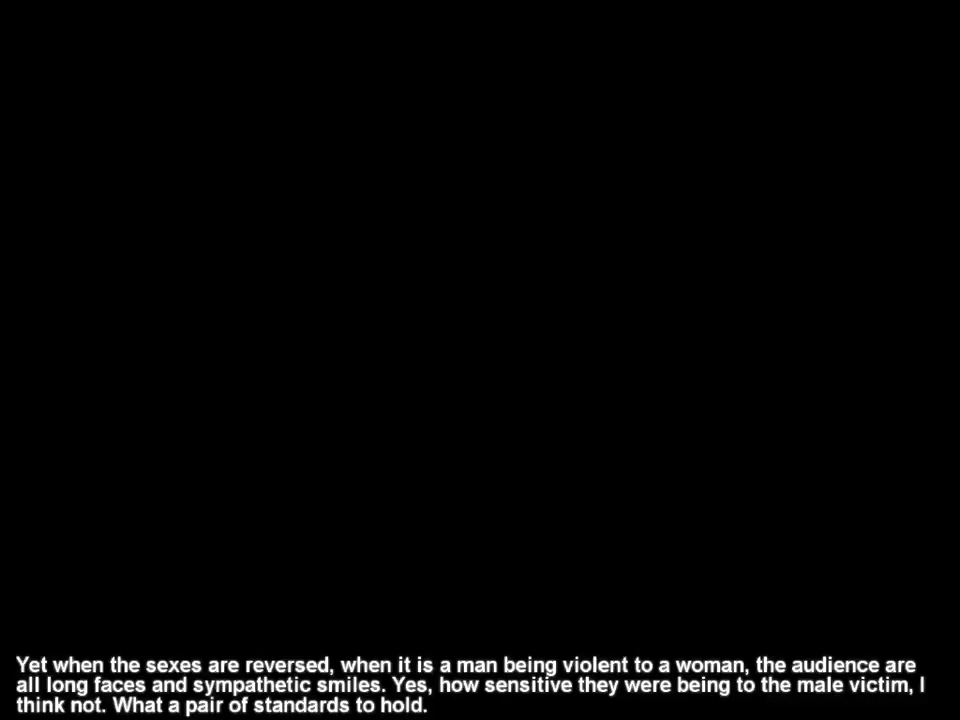 Yet when the sexes are reversed, when it is a man being violent to a woman, the audience are
all long faces and sympathetic smiles. Yes, how sensitive they were being to the male victim, I
think not. What a pair of standards to hold.